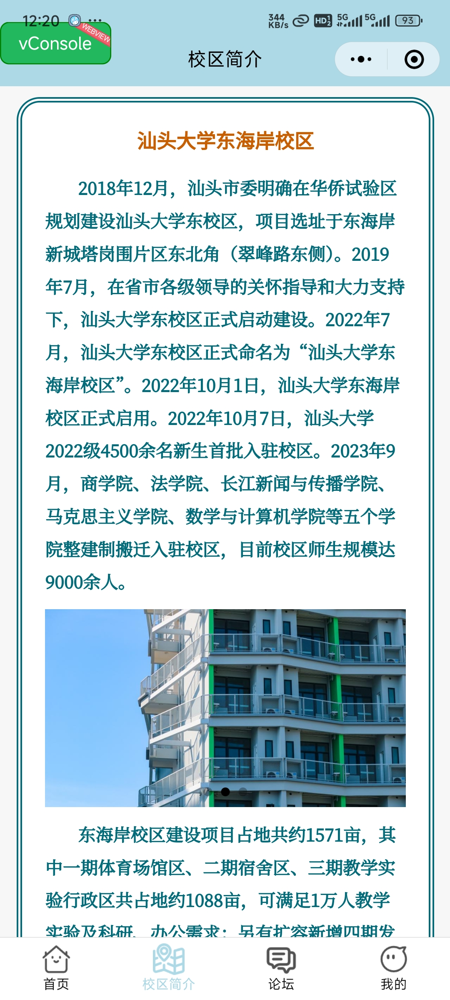 12:20
344 KB/s
HD 1 2
5G
5G
93
WEBVIEW
vConsole
校区简介
汕头大学东海岸校区
2018年12月，汕头市委明确在华侨试验区
规划建设汕头大学东校区，项目选址于东海岸
新城塔岗围片区东北角（翠峰路东侧）。2019
年7月，在省市各级领导的关怀指导和大力支持
下，汕头大学东校区正式启动建设。2022年7
月，汕头大学东校区正式命名为“汕头大学东
海岸校区”。2022年10月1日，汕头大学东海岸
校区正式启用。2022年10月7日，汕头大学
2022级4500余名新生首批入驻校区。2023年9
月，商学院、法学院、长江新闻与传播学院、
马克思主义学院、数学与计算机学院等五个学
院整建制搬迁入驻校区，目前校区师生规模达
9000余人。
东海岸校区建设项目占地共约1571亩，其
中一期体育场馆区、二期宿舍区、三期教学实
验行政区共占地约1088亩，可满足1万人教学
实验及科研、办公需求；另有扩容新增四期发
首页
校区简介
论坛
我的